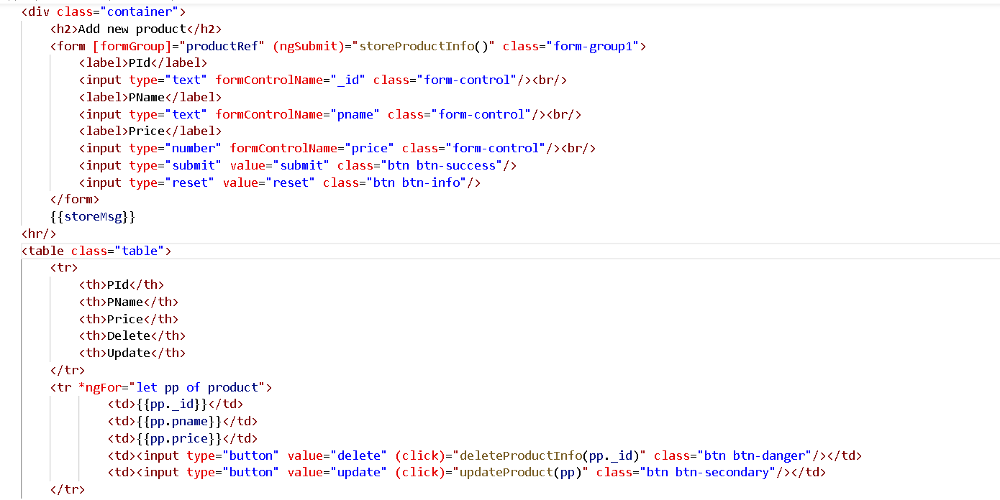 <div class="container">
<h2>Add new product</h2>
<form [formGroup]="productRef" (ngSubmit)="storeProductInfo()" class="form-group1">
<label>PId</label>
<input type="text" formControlName="_id" class="form-control"/><br/>
<label>PName</label>
<input type="text" formControlName="pname" class="form-control"/><br/>
<label>Price</label>
<input type="number" formControlName="price" class="form-control"/><br/>
<input type="submit" value="submit" class="btn btn-success"/>
<input type="reset" value="reset" class="btn btn-info"/>
</form>
{{storeMsg}}
<hr/>
<table class="table">
<tr>
<th>PId</th>
<th>PName</th>
<th>Price</th>
<th>Delete</th>
<th>Update</th>
</tr>
<tr *ngFor="let pp of product">
<td>{{pp._id}}</td>
<td>{{pp.pname}}</td>
<td>{{pp.price}}</td>
<td><input type="button" value="delete" (click)="deleteProductInfo(pp._id)" class="btn btn-danger"/></td>
<td><input type="button" value="update" (click)="updateProduct(pp)" class="btn btn-secondary"/></td>
</tr>